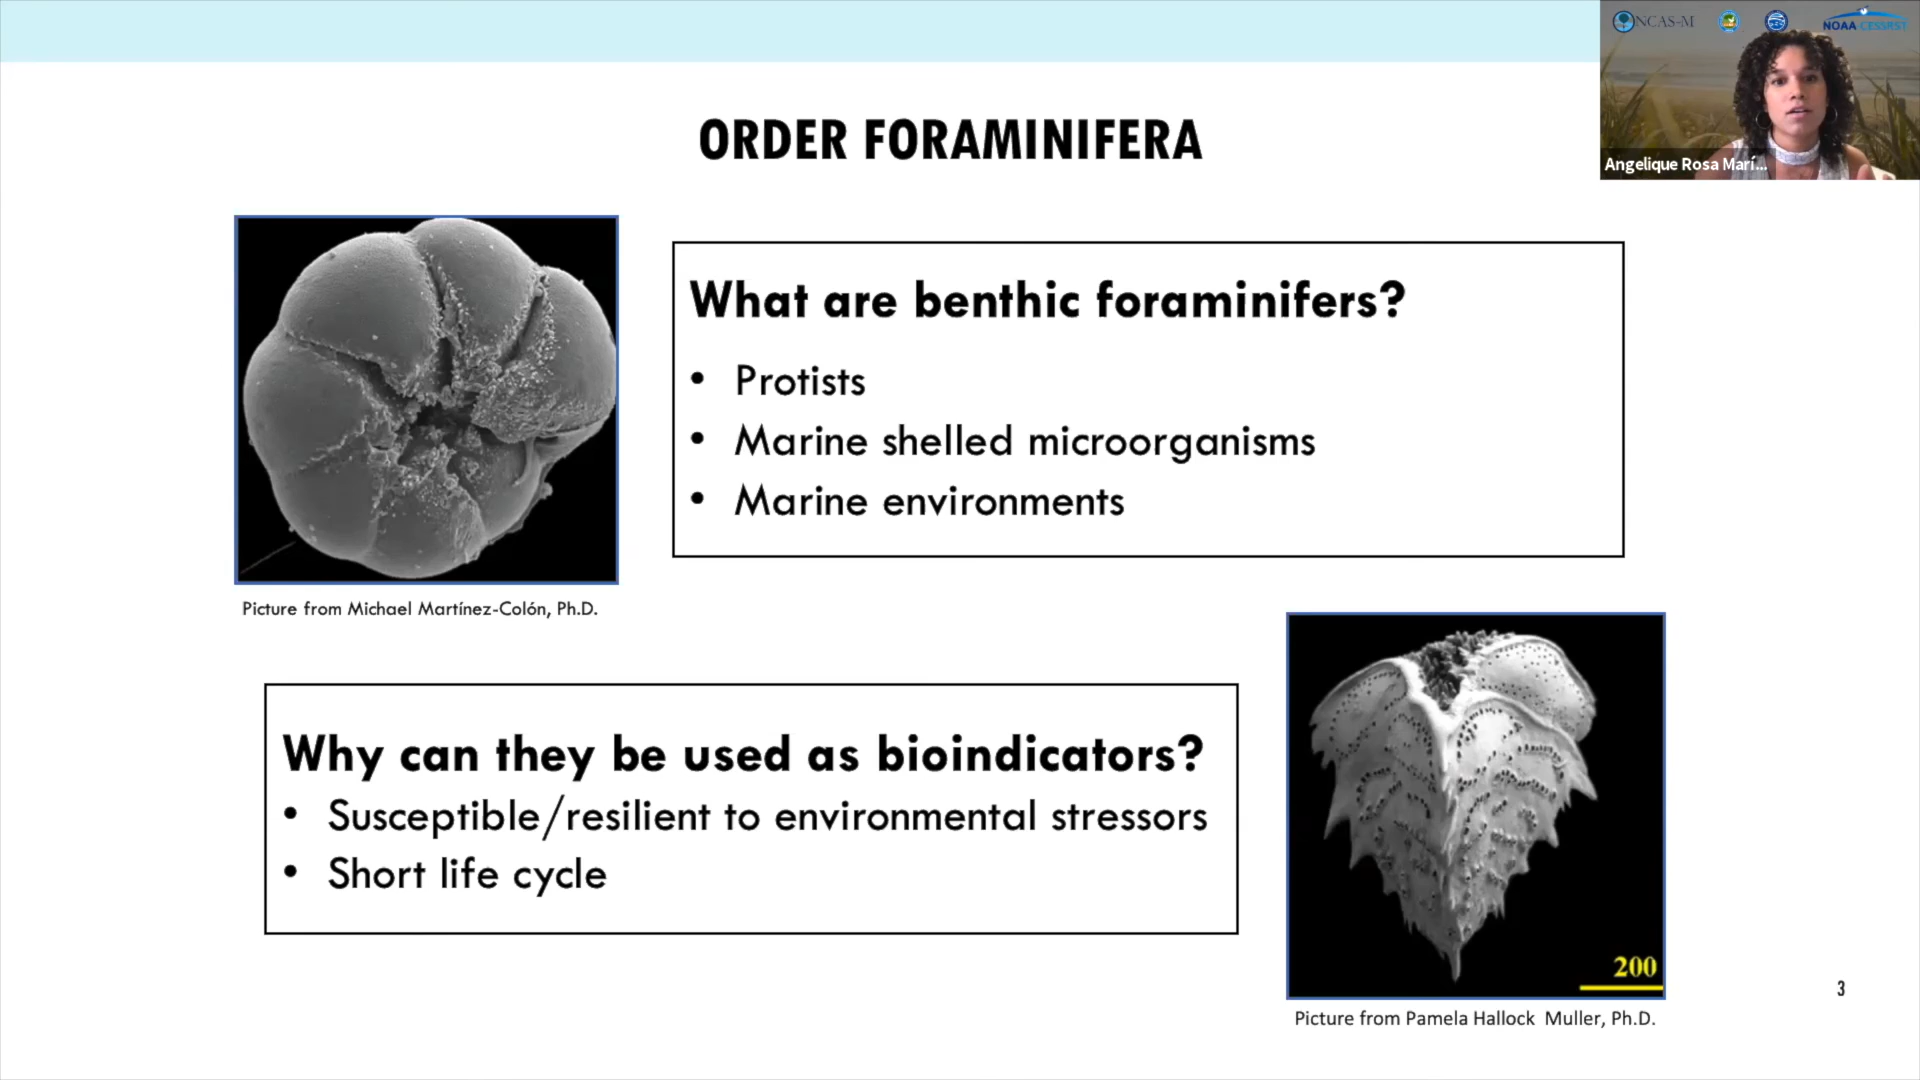 NCAS-M
NOAA CESSRST
Angelique Rosa Marí...
ORDER FORAMINIFERA
What are benthic foraminifers?
• Protists
• Marine shelled microorganisms
• Marine environments
Picture from Michael Martínez-Colón, Ph.D.
Why can they be used as bioindicators?
• Susceptible/resilient to environmental stressors
• Short life cycle
200
Picture from Pamela Hallock Muller, Ph.D.
3